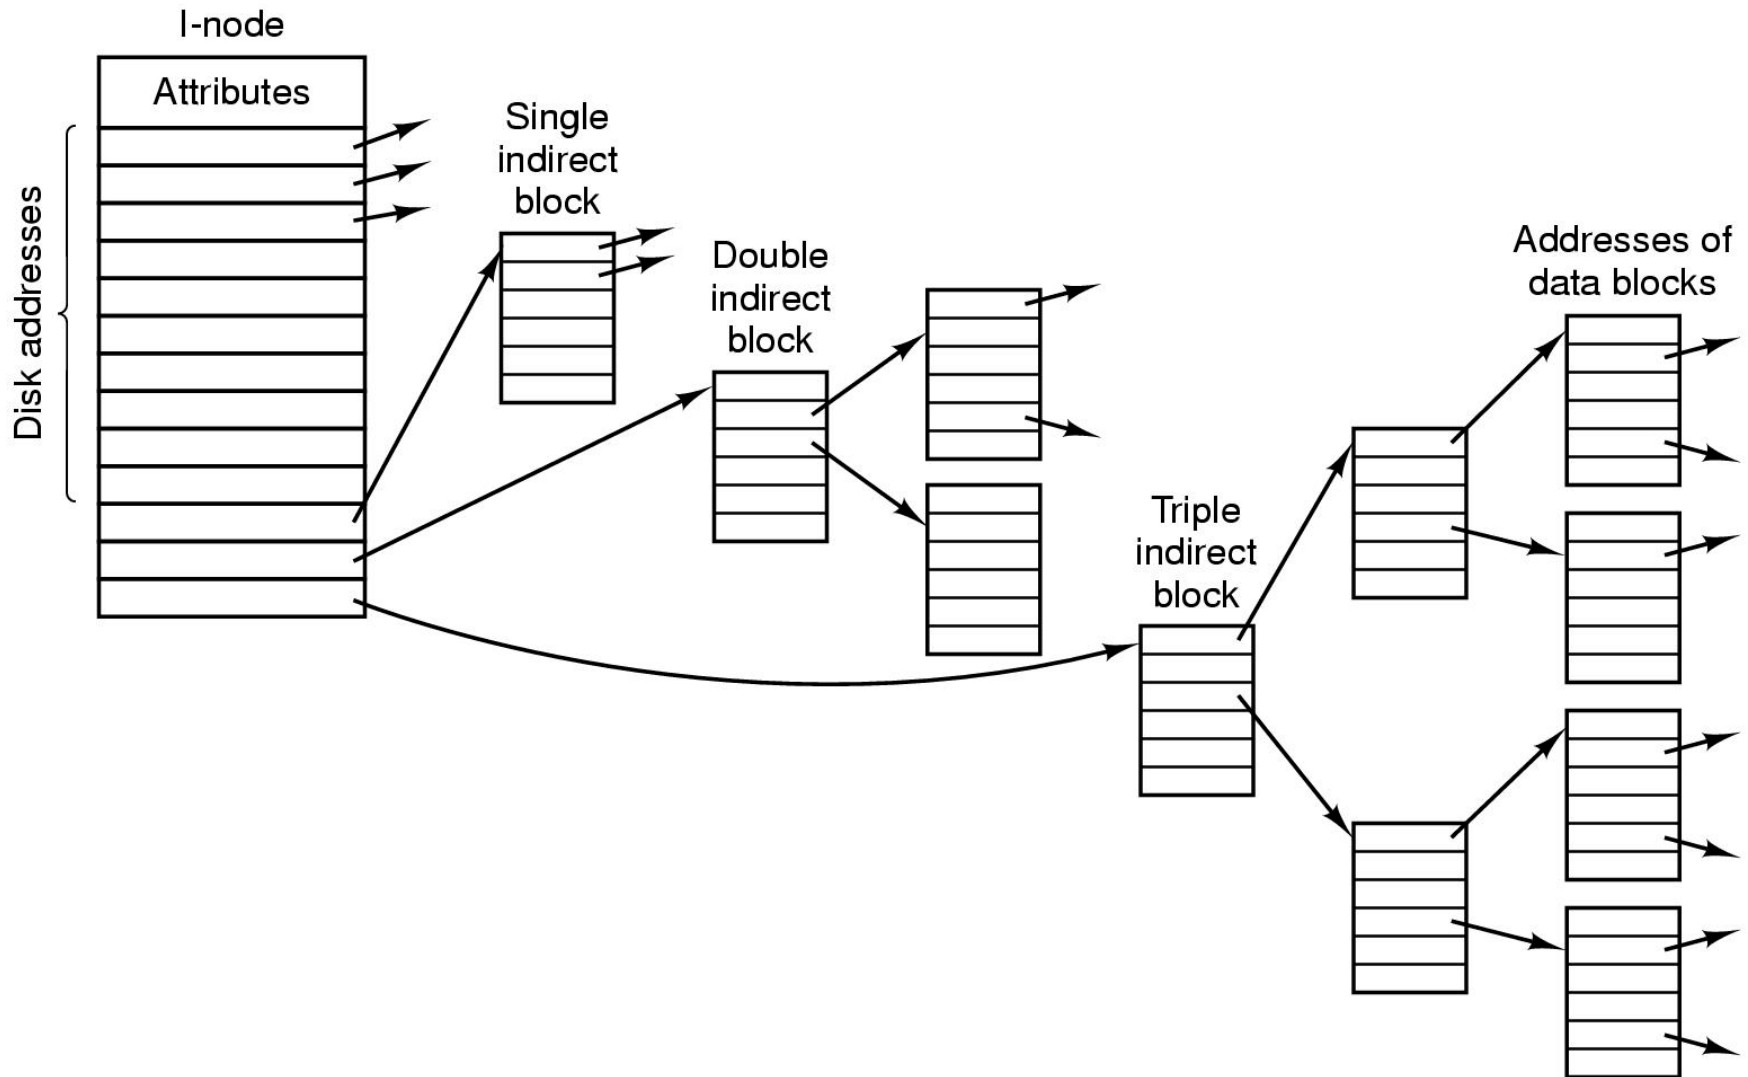 I-node
Attributes
Disk addresses
Single
indirect
block
Double
indirect
block
Triple
indirect
block
Addresses of
data blocks